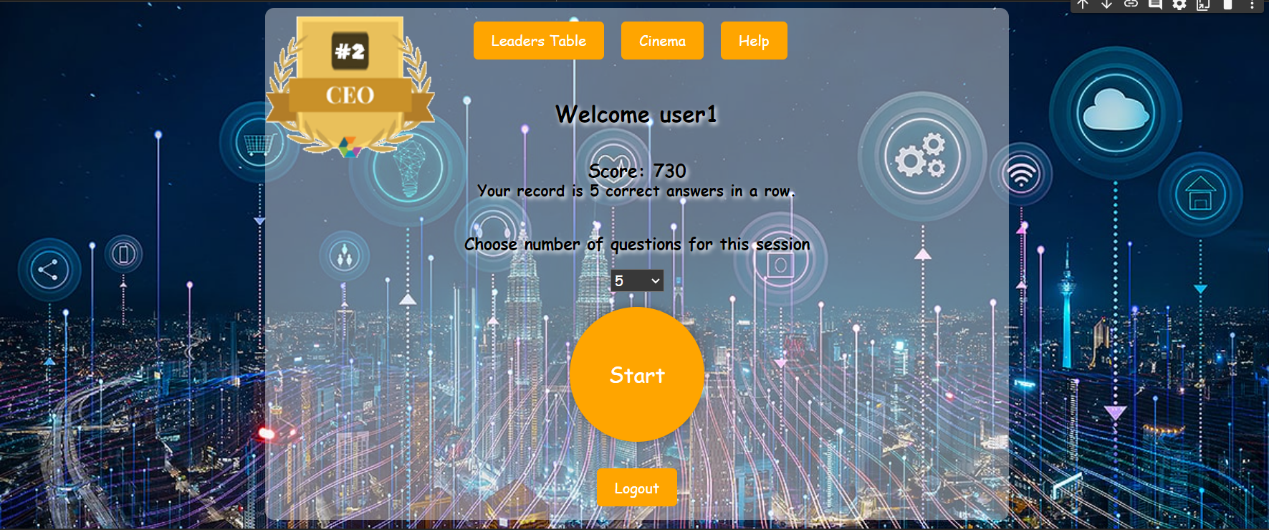 #2
CEO
Leaders Table
Cinema
Help
Welcome user1
Score: 730
Your record is 5 correct answers in a row.
Choose number of questions for this session
5
Start
Logout